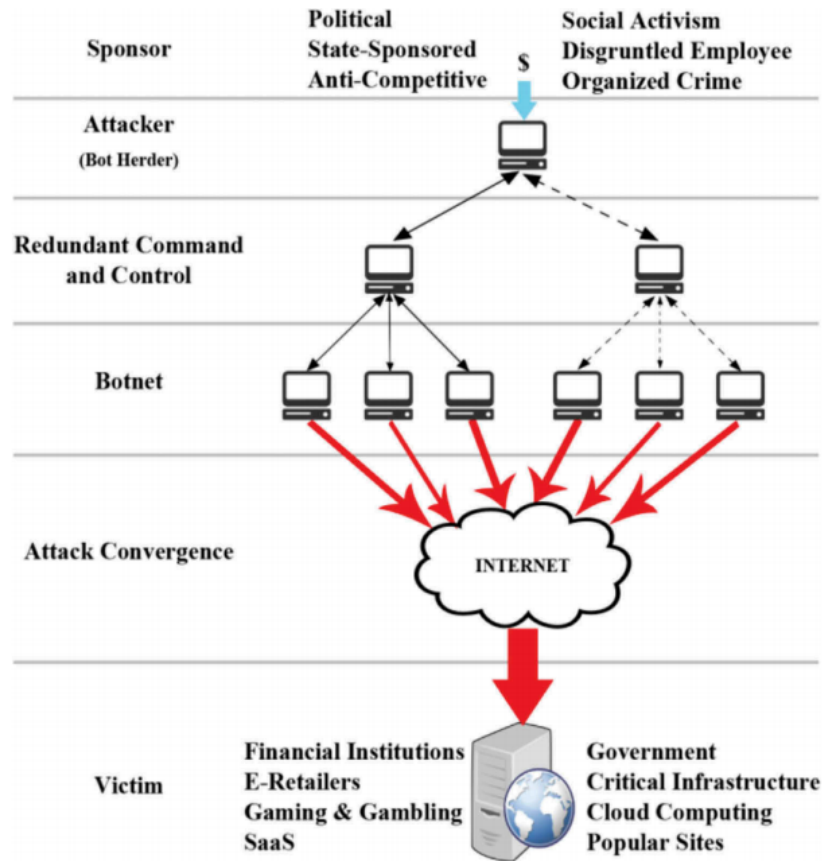 Sponsor
Political
State-Sponsored
Anti-Competitive
$
Social Activism
Disgruntled Employee
Organized Crime
Attacker
(Bot Herder)
Redundant Command
and Control
Botnet
Attack Convergence
INTERNET
Victim
Financial Institutions
E-Retailers
Gaming & Gambling
SaaS
Government
Critical Infrastructure
Cloud Computing
Popular Sites